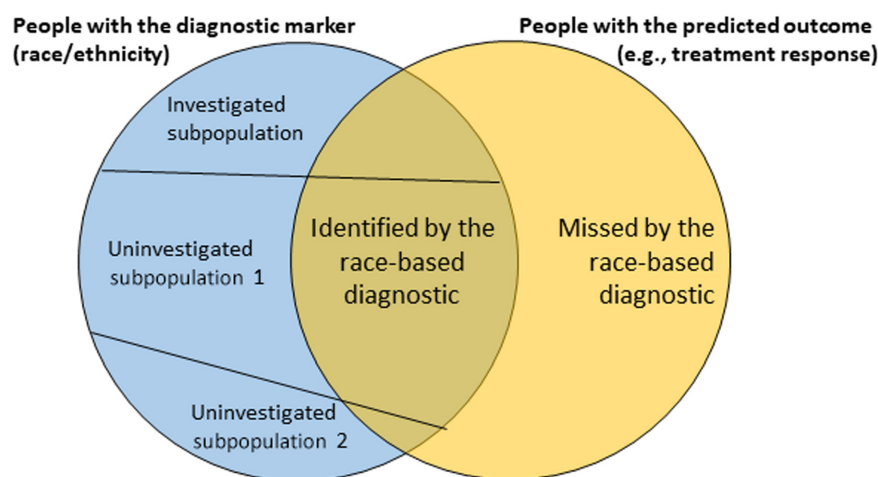 People with the diagnostic marker
(race/ethnicity)
People with the predicted outcome
(e.g., treatment response)
Investigated
subpopulation
Uninvestigated
subpopulation 1
Identified by the
race-based
diagnostic
Missed by the
race-based
diagnostic
Uninvestigated
subpopulation 2